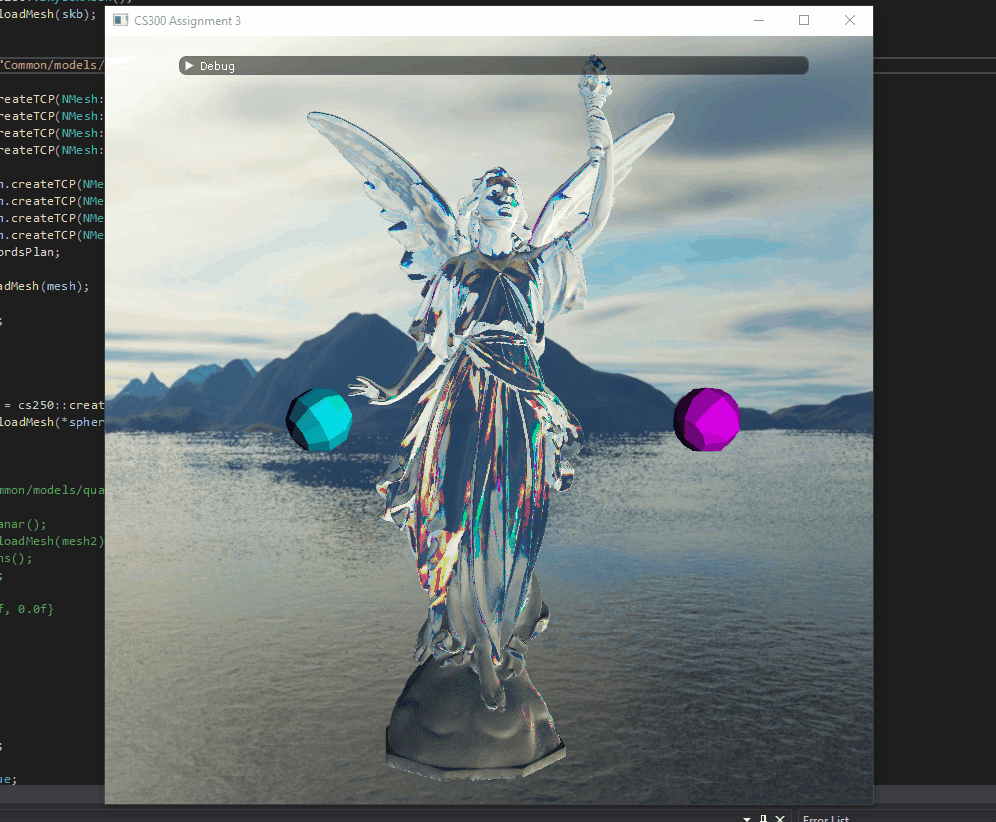 loadMesh(skb);
CS300 Assignment 3
Debug
"Common/models/
reateTCP(NMesh:
reateTCP(NMesh:
reateTCP(NMesh:
reateTCP(NMesh:
n.createTCP(NMe
n.createTCP(NMe
n.createTCP(NMe
n.createTCP(NMe
ordsPlan;
adMesh(mesh);
;
= cs250::creat
loadMesh(*spher
mmon/models/qua
anar();
loadMesh(mesh2)
ns();
;
f, 0.0f}
;
ue;
Error List